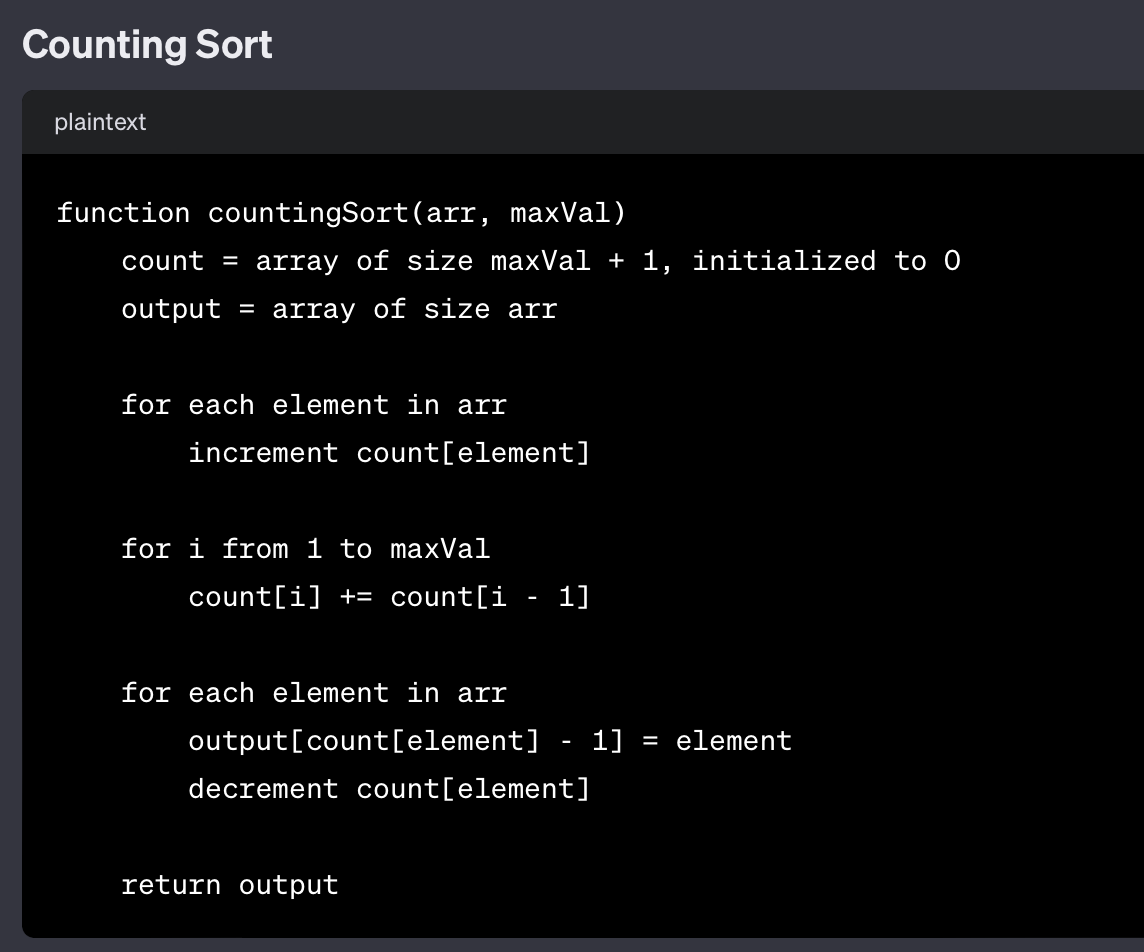 Counting Sort
plaintext
function countingSort(arr, maxVal)
    count = array of size maxVal + 1, initialized to 0
    output = array of size arr

    for each element in arr
        increment count[element]

    for i from 1 to maxVal
        count[i] += count[i - 1]

    for each element in arr
        output[count[element] - 1] = element
        decrement count[element]

    return output